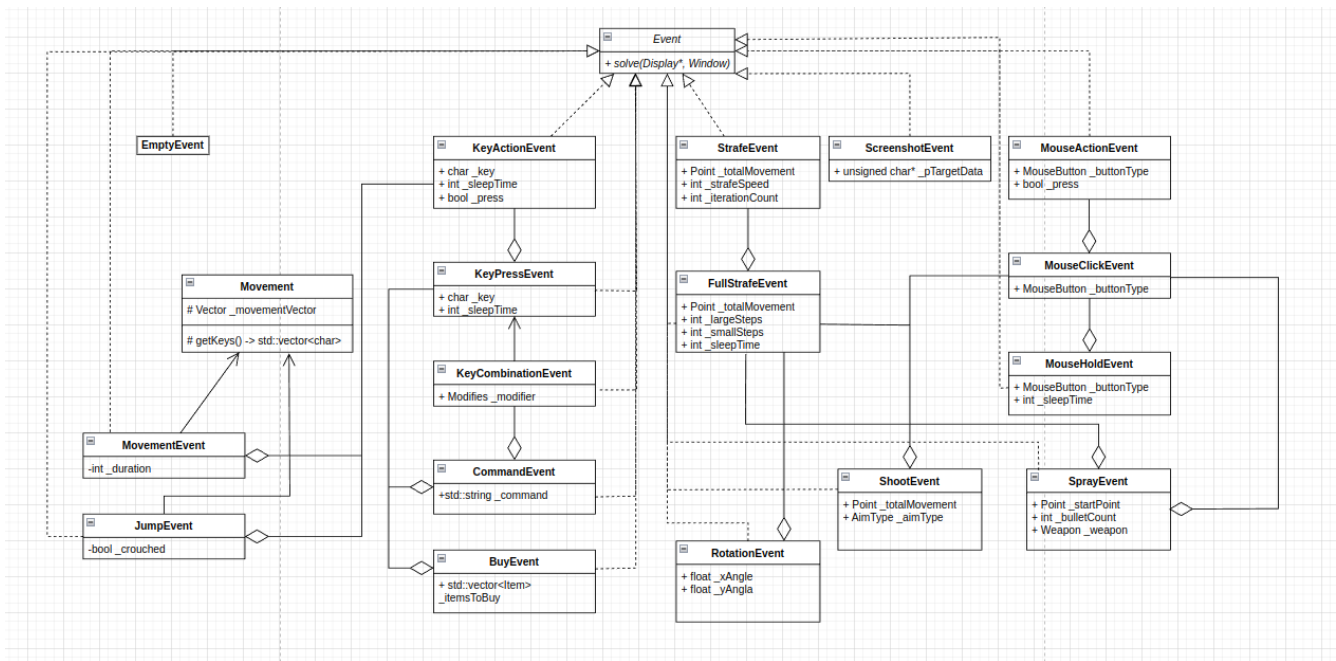 Event
+ solve(Display*, Window)
EmptyEvent
KeyActionEvent
+ char _key
+ int _sleepTime
+ bool _press
StrafeEvent
+ Point _totalMovement
+ int _strafeSpeed
+ int _iterationCount
ScreenshotEvent
+ unsigned char* _pTargetData
MouseActionEvent
+ MouseButton _buttonType
+ bool _press
Movement
# Vector _movementVector
# getKeys() -> std::vector<char>
KeyPressEvent
+ char _key
+ int _sleepTime
FullStrafeEvent
+ Point _totalMovement
+ int _largeSteps
+ int _smallSteps
+ int _sleepTime
MouseClickEvent
+ MouseButton _buttonType
KeyCombinationEvent
+ Modifies _modifier
MouseHoldEvent
+ MouseButton _buttonType
+ int _sleepTime
MovementEvent
-int _duration
CommandEvent
+std::string _command
ShootEvent
+ Point _totalMovement
+ AimType _aimType
SprayEvent
+ Point _startPoint
+ int _bulletCount
+ Weapon _weapon
JumpEvent
-bool _crouched
BuyEvent
+ std::vector<Item>
_itemsToBuy
RotationEvent
+ float _xAngle
+ float _yAngla